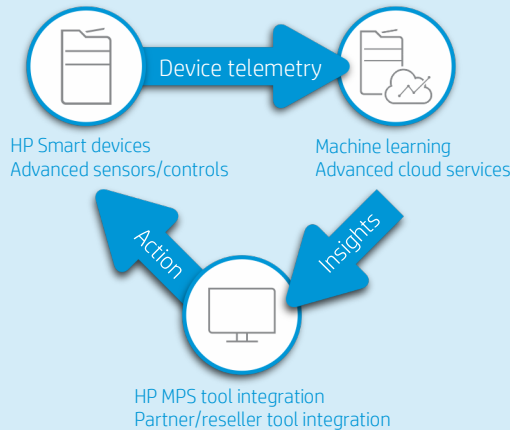 Device telemetry
HP Smart devices
Advanced sensors/controls
Machine learning
Advanced cloud services
Insights
Action
HP MPS tool integration
Partner/reseller tool integration